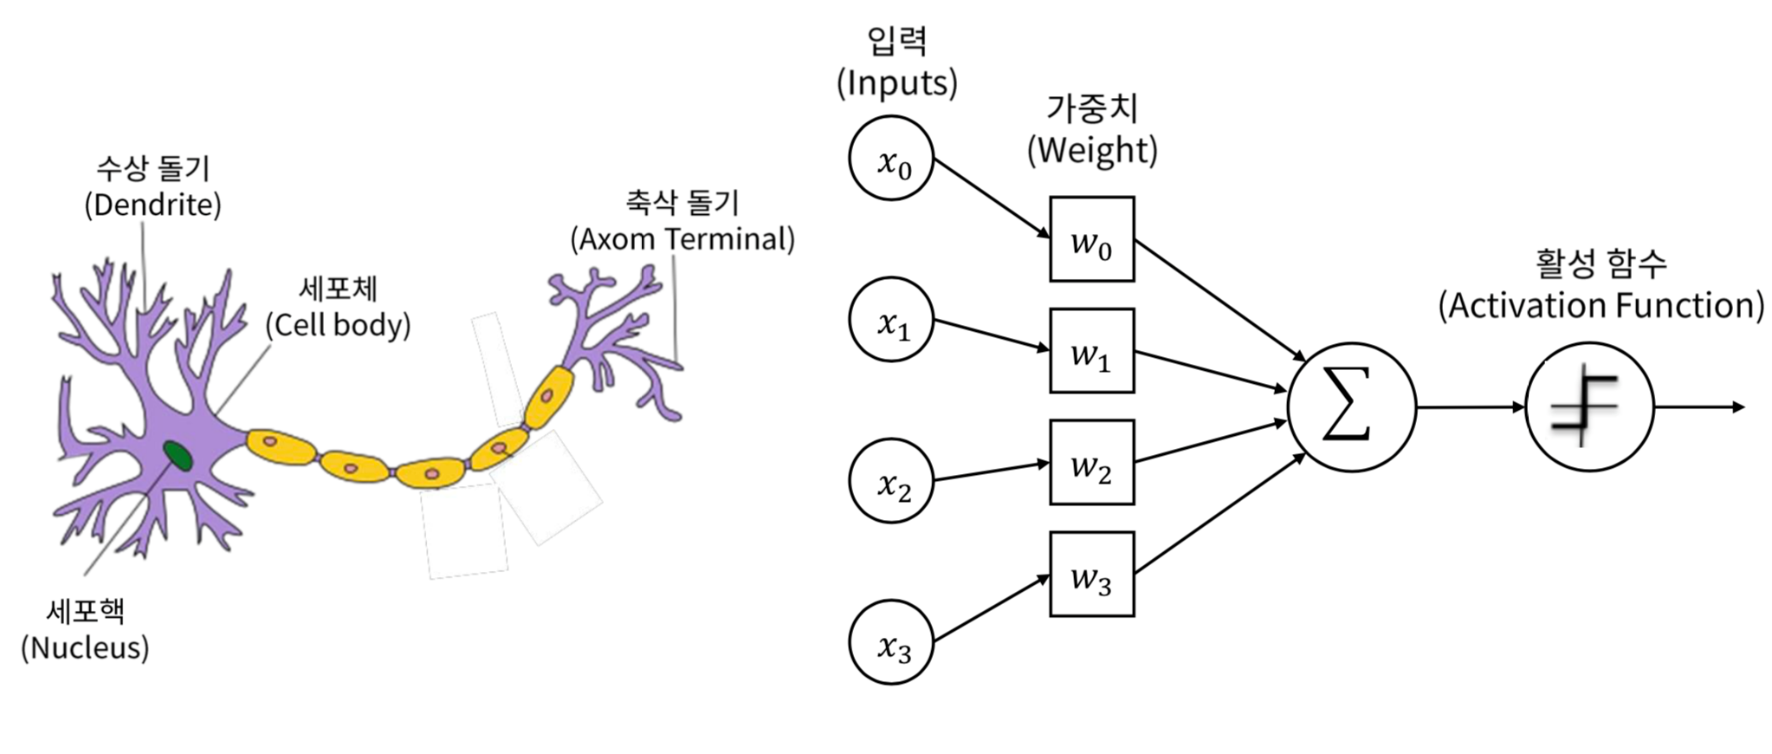 수상 돌기
(Dendrite)
세포체
(Cell body)
축삭 돌기
(Axom Terminal)
세포핵
(Nucleus)
입력
(Inputs)
가중치
(Weight)
x₀
x₁
x₂
x₃
w₀
w₁
w₂
w₃
∑
활성 함수
(Activation Function)